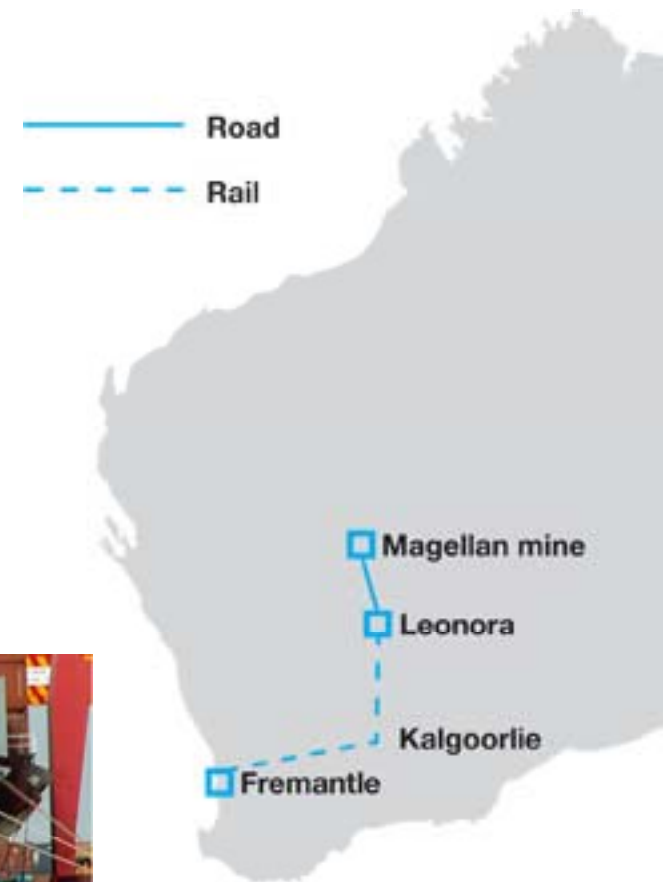 Road
Rail
Magellan mine
Leonora
Kalgoorlie
Fremantle